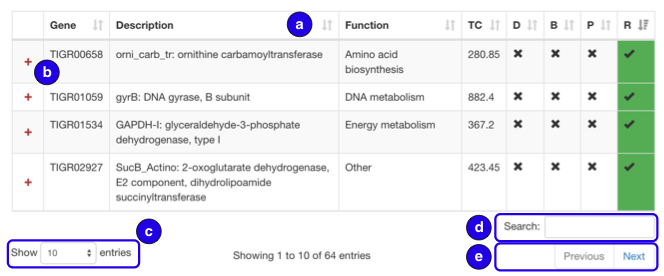 Gene Description a Function TC D B P R
+ TIGR00658 orni_carb_tr: ornithine carbamoyltransferase Amino acid 280.85 ✖ ✖ ✖ ✔
b biosynthesis
+ TIGR01059 gyrB: DNA gyrase, B subunit DNA metabolism 882.4 ✖ ✖ ✖ ✔
+ TIGR01534 GAPDH-I: glyceraldehyde-3-phosphate Energy metabolism 367.2 ✖ ✖ ✖ ✔
dehydrogenase, type I
+ TIGR02927 SucB_Actino: 2-oxoglutarate dehydrogenase, Other 423.45 ✖ ✖ ✖ ✔
E2 component, dihydrolipoamide
succinyltransferase
c d Search:
Show 10 entries Showing 1 to 10 of 64 entries e Previous Next